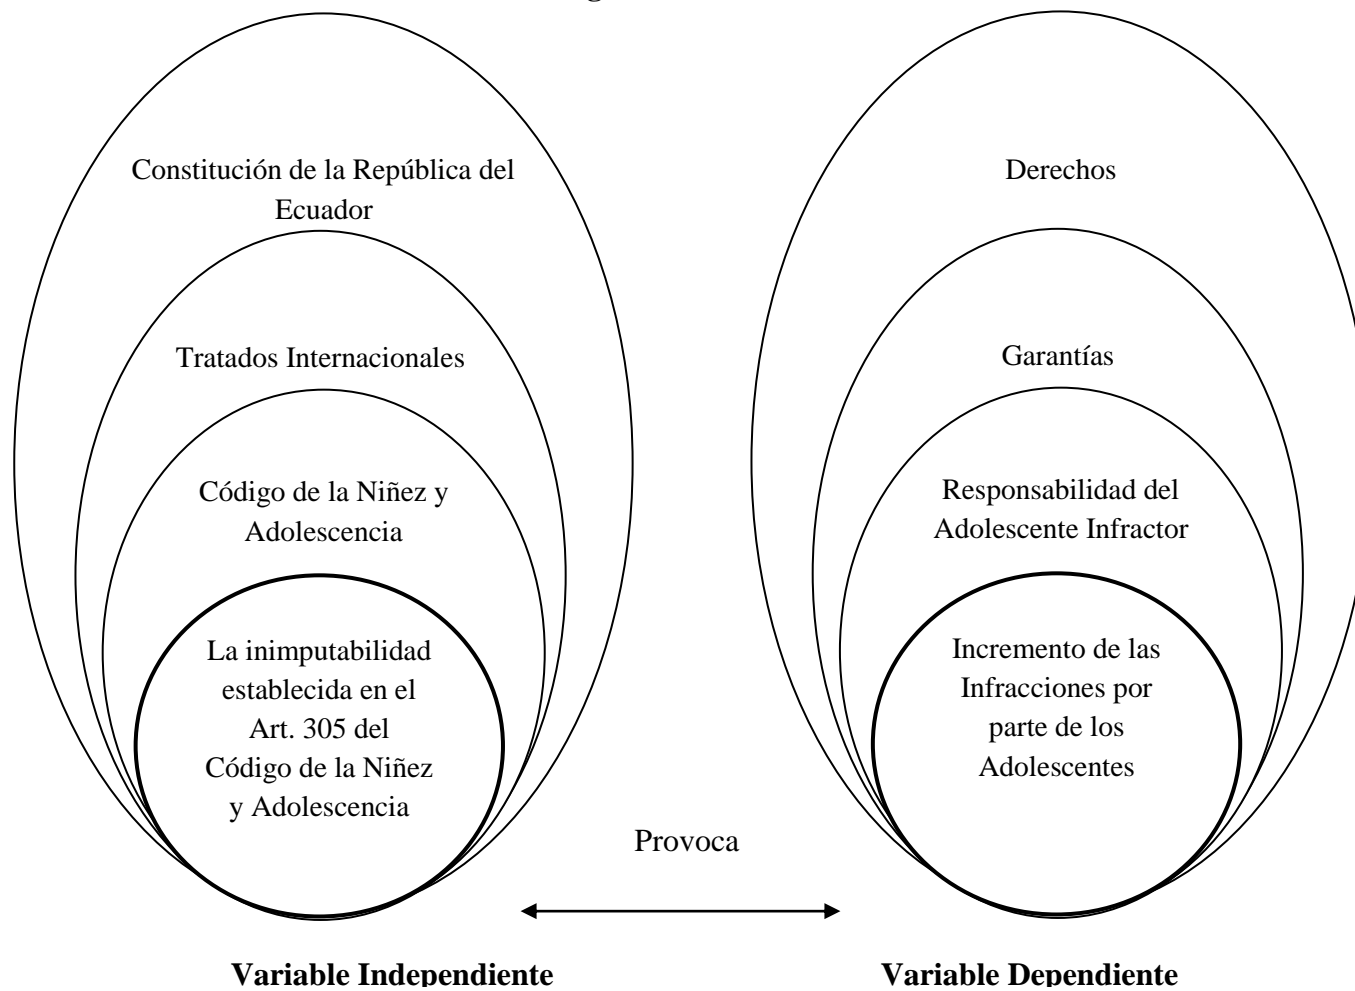 Constitución de la República del
Ecuador
Tratados Internacionales
Código de la Niñez y
Adolescencia
La inimputabilidad
establecida en el
Art. 305 del
Código de la Niñez
y Adolescencia
Derechos
Garantías
Responsabilidad del
Adolescente Infractor
Incremento de las
Infracciones por
parte de los
Adolescentes
Provoca
Variable Independiente
Variable Dependiente